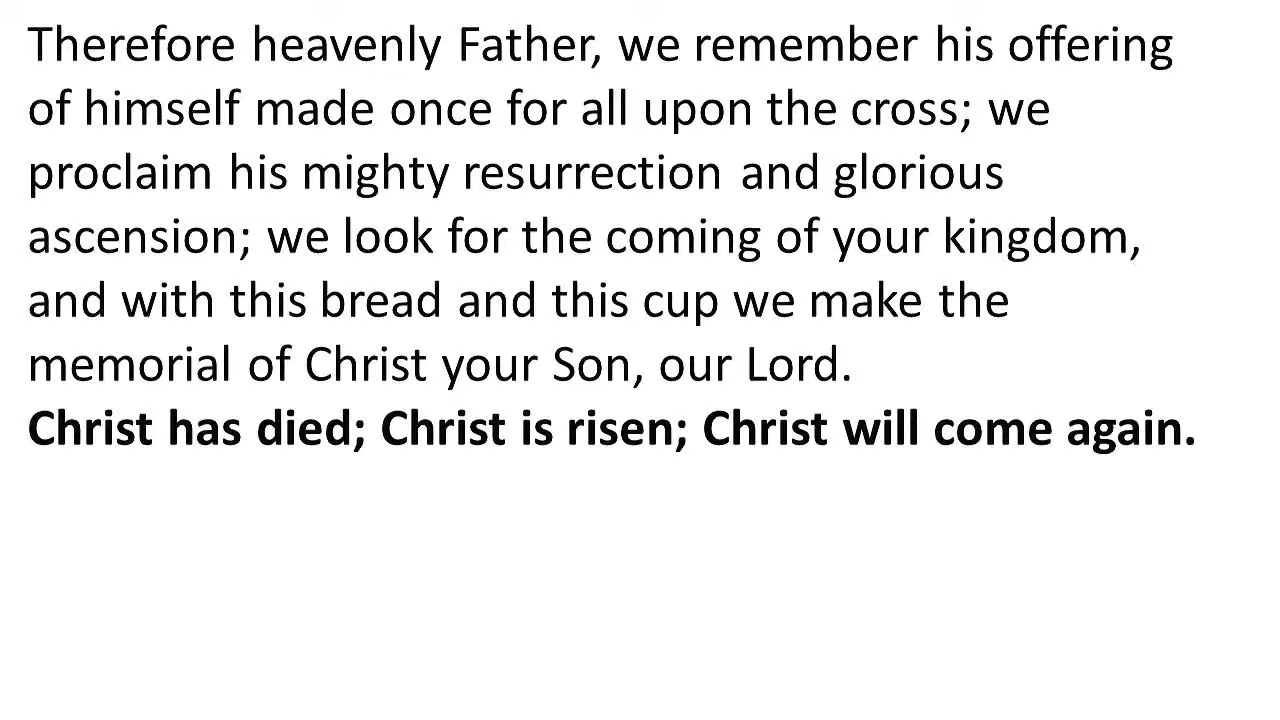 Therefore heavenly Father, we remember his offering
of himself made once for all upon the cross; we
proclaim his mighty resurrection and glorious
ascension; we look for the coming of your kingdom,
and with this bread and this cup we make the
memorial of Christ your Son, our Lord.
Christ has died; Christ is risen; Christ will come again.